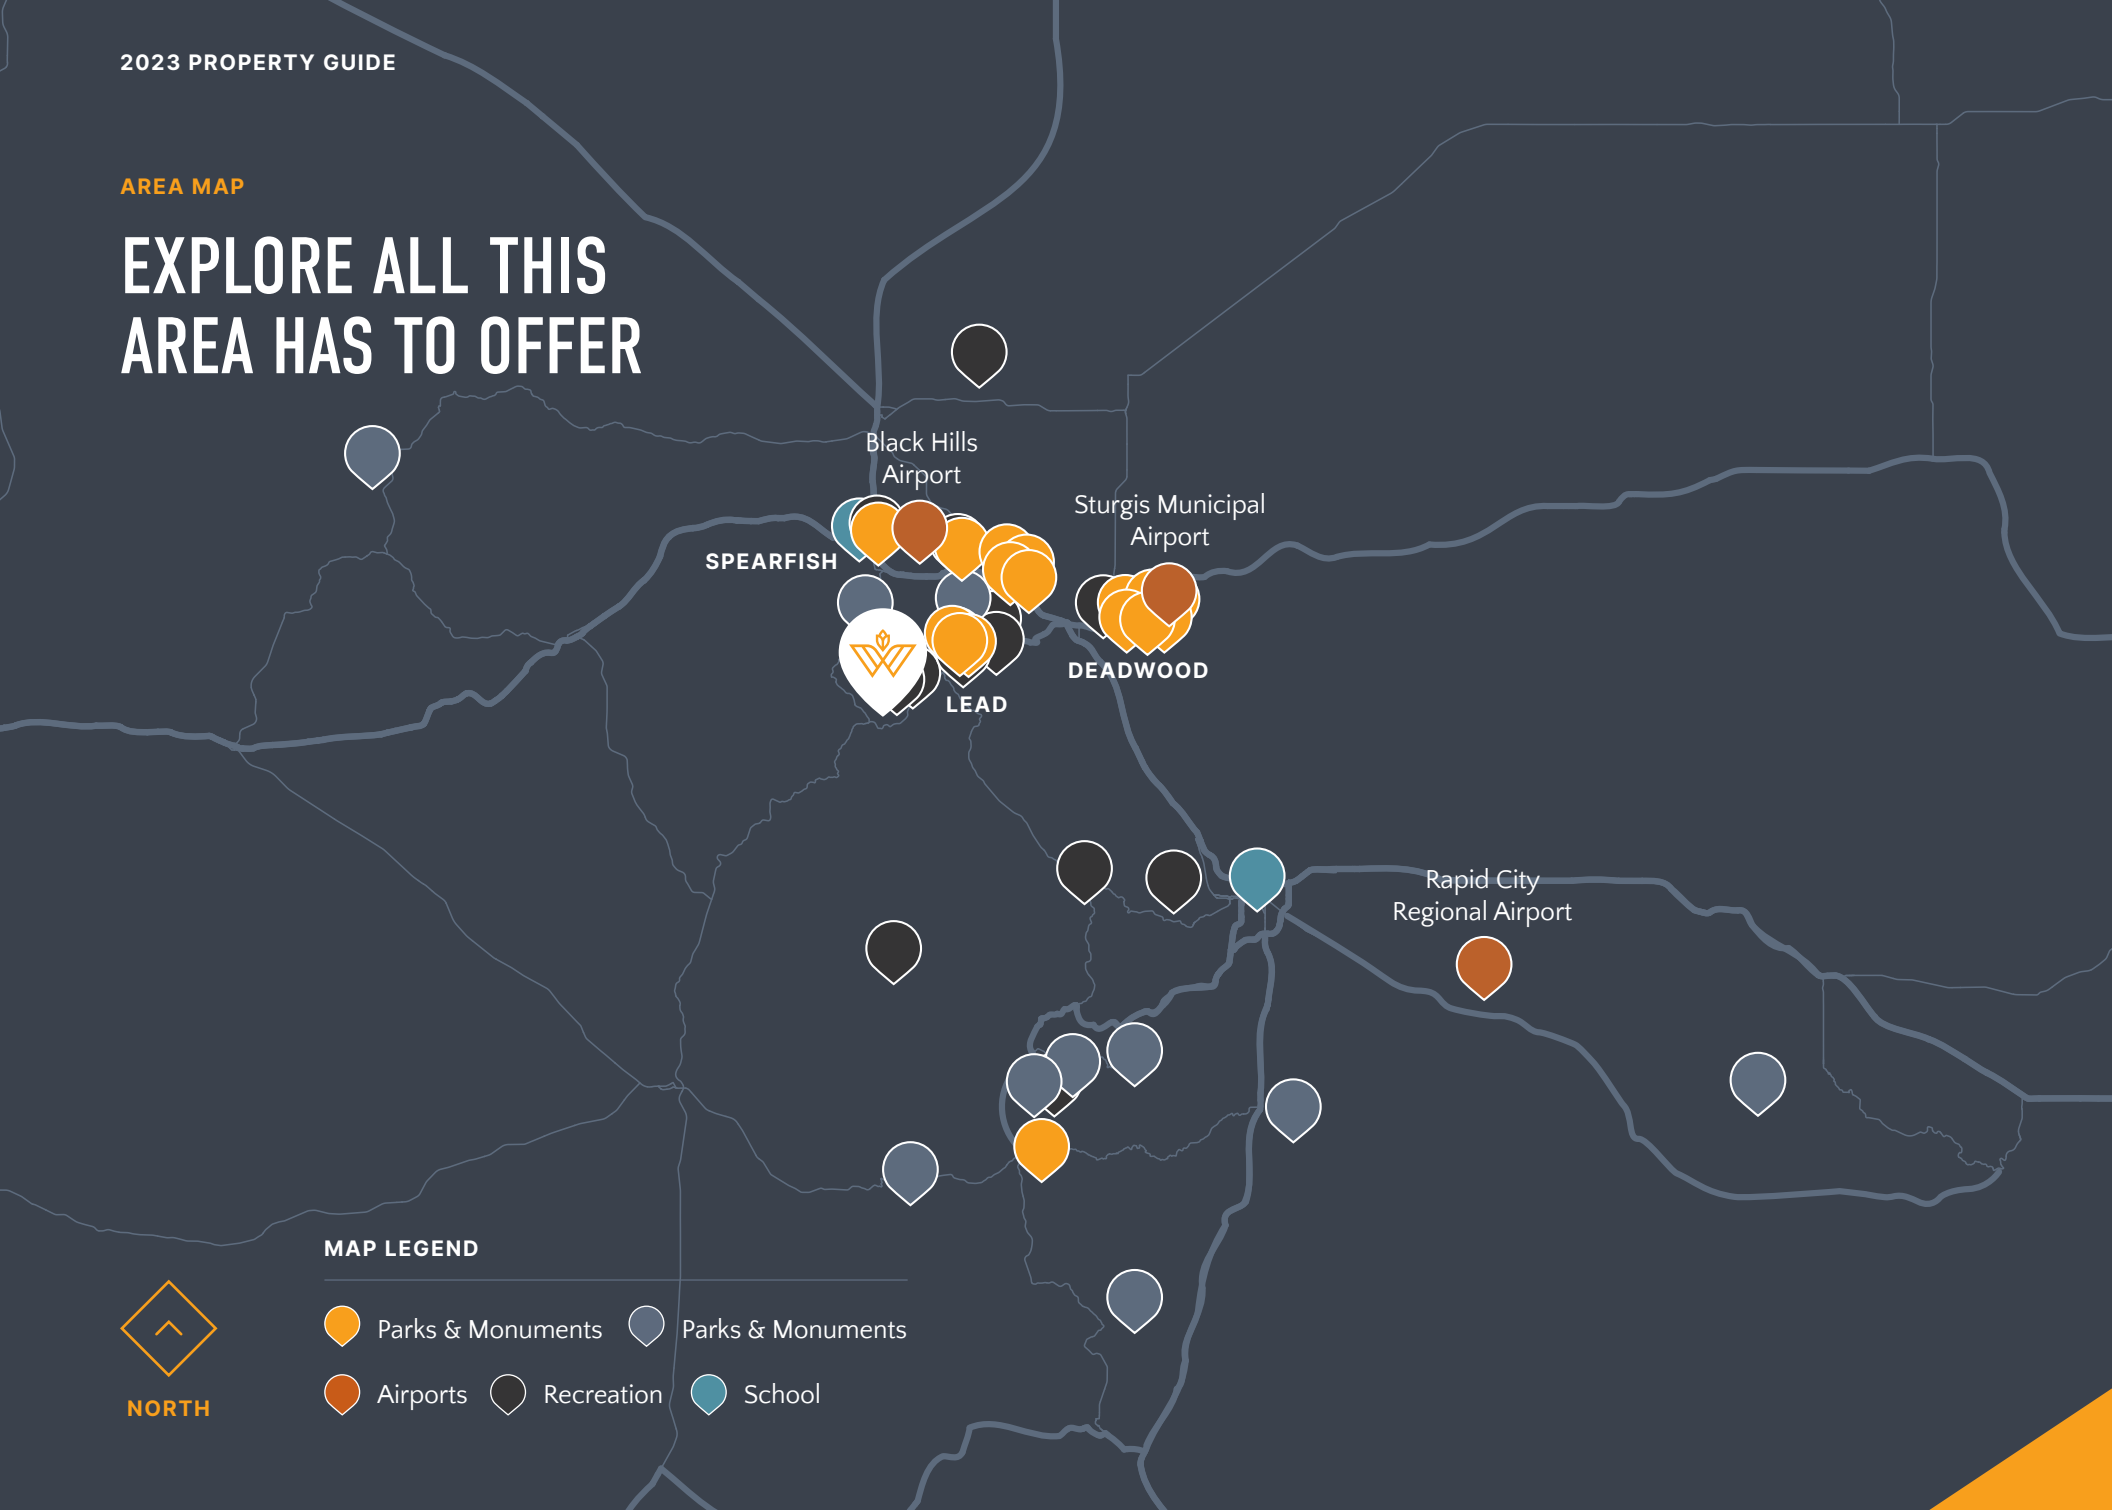 2023 PROPERTY GUIDE
AREA MAP
EXPLORE ALL THIS
AREA HAS TO OFFER
Black Hills
Airport
Sturgis Municipal
Airport
SPEARFISH
DEADWOOD
LEAD
Rapid City
Regional Airport
MAP LEGEND
Parks & Monuments
Parks & Monuments
Airports
Recreation
School
NORTH